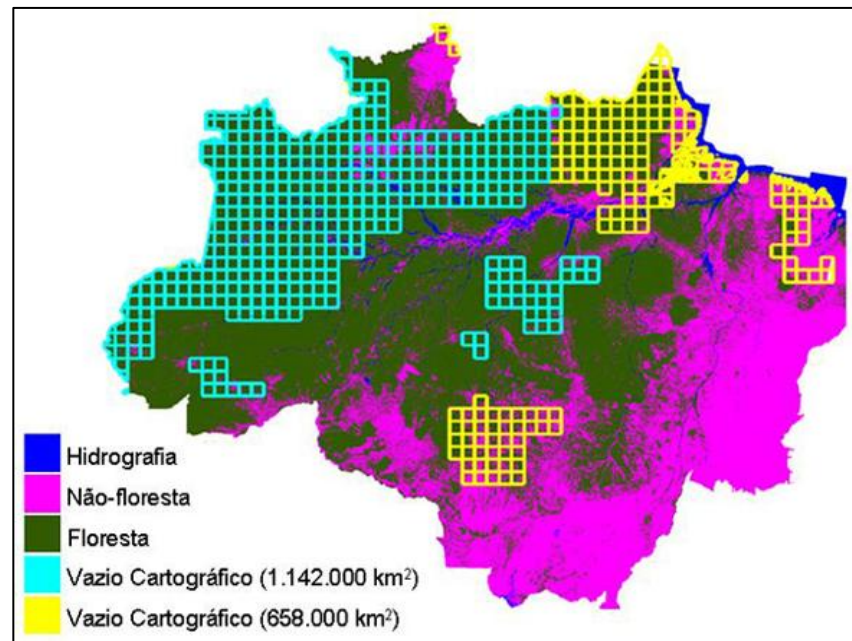 Hidrografia
Não-floresta
Floresta
Vazio Cartográfico (1.142.000 km²)
Vazio Cartográfico (658.000 km²)